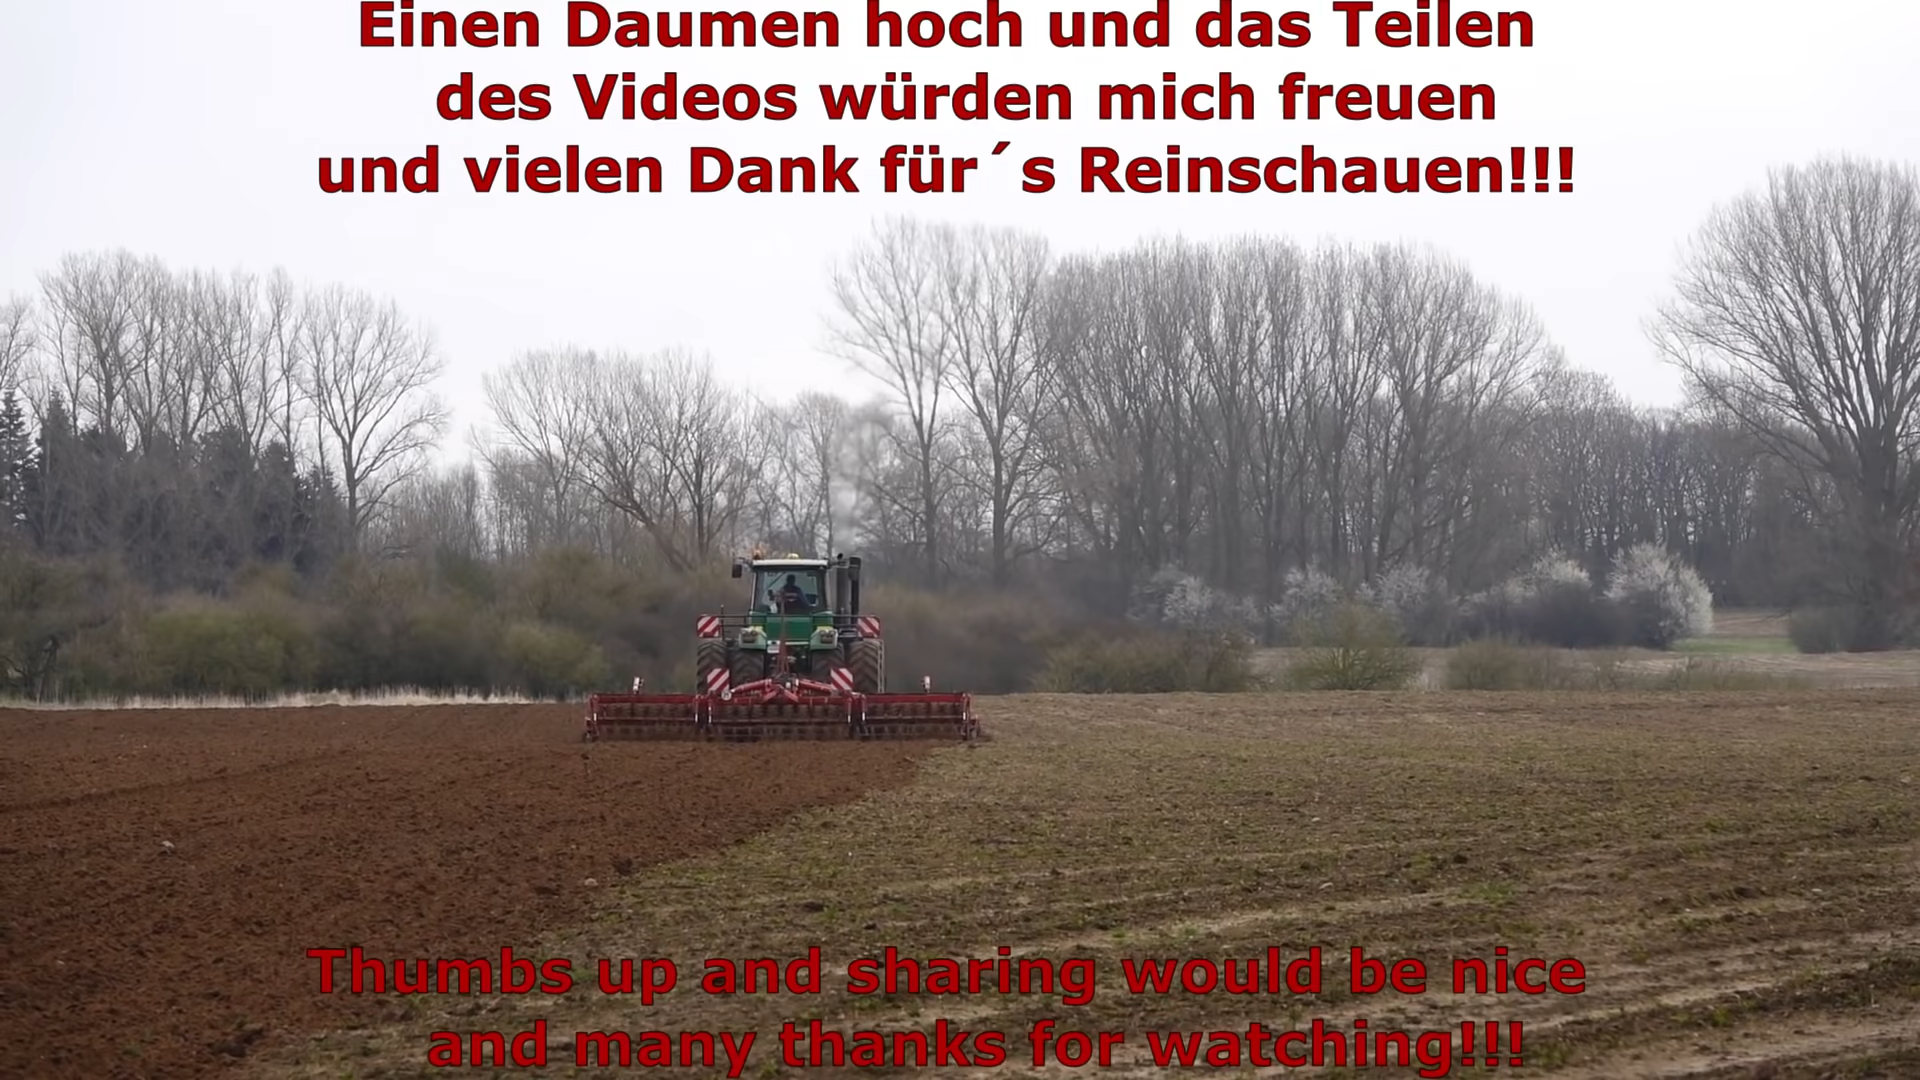 Einen Daumen hoch und das Teilen
des Videos würden mich freuen
und vielen Dank für´s Reinschauen!!!
Thumbs up and sharing would be nice
and many thanks for watching!!!